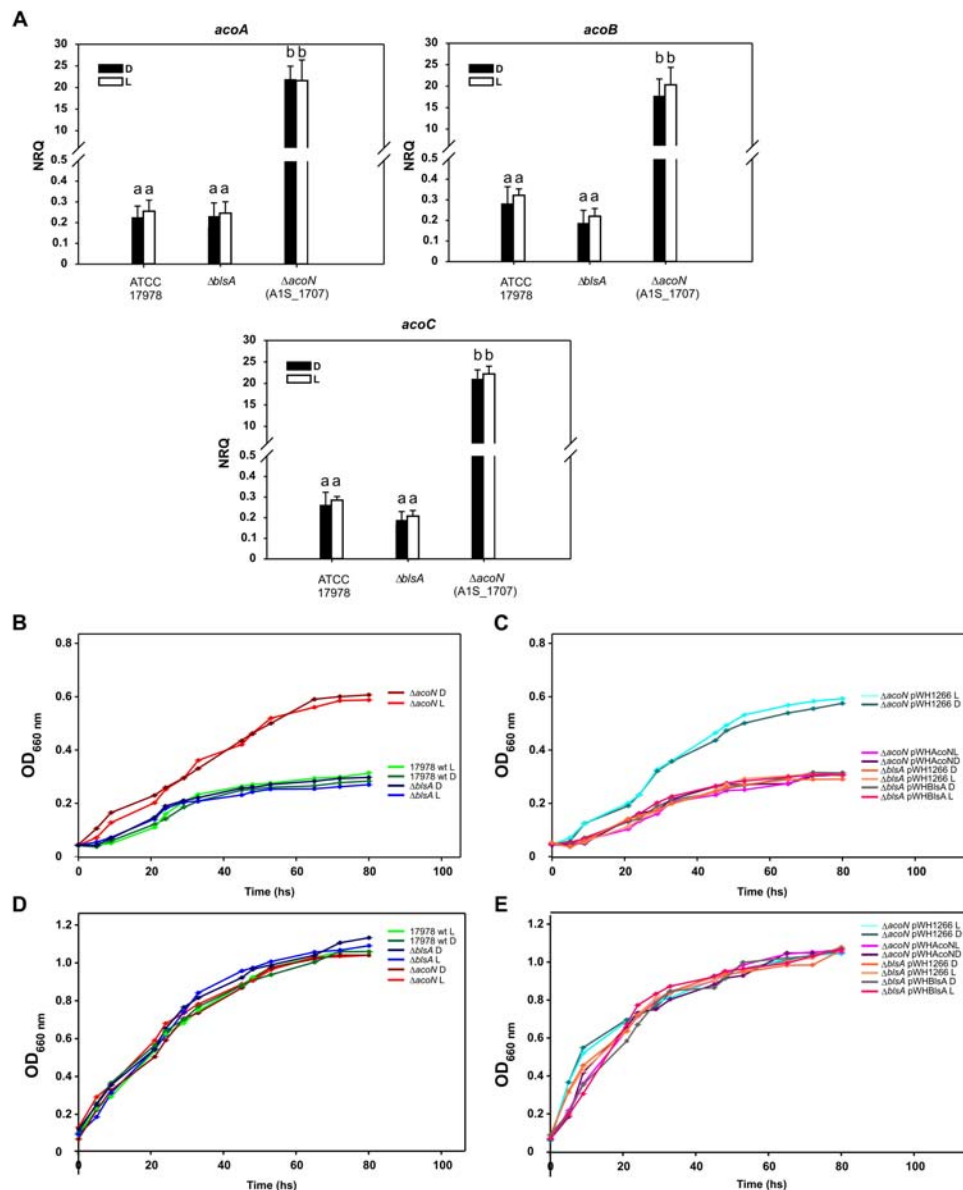 A
acoA
30
25
20
15
10
0.5
0.4
0.3
0.2
0.1
0
NRQ
D
L
a a
a a
b b
ATCC
17978
ΔblsA
ΔacoN
(A1S_1707)
acoB
30
25
20
15
10
0.5
0.4
0.3
0.2
0.1
0
D
L
a a
a a
b b
ATCC
17978
ΔblsA
ΔacoN
(A1S_1707)
acoC
30
25
20
15
10
0.5
0.4
0.3
0.2
0.1
0
NRQ
D
L
a a
a a
b b
ATCC
17978
ΔblsA
ΔacoN
(A1S_1707)
B
0.8
0.6
0.4
0.2
0
OD660 nm
ΔacoN D
ΔacoN L
17978 wt L
17978 wt D
ΔblsA D
ΔblsA L
0 20 40 60 80 100
Time (hs)
C
0.8
0.6
0.4
0.2
0
OD660 nm
ΔacoN pWH1266 L
ΔacoN pWH1266 D
ΔacoN pWHAcoNL
ΔacoN pWHAcoND
ΔblsA pWH1266 D
ΔblsA pWH1266 L
ΔblsA pWHBlsA D
ΔblsA pWHBlsA L
0 20 40 60 80 100
Time (hs)
D
1.2
1.0
0.8
0.6
0.4
0.2
0
OD660 nm
17978 wt L
17978 wt D
ΔblsA D
ΔblsA L
ΔacoN D
ΔacoN L
0 20 40 60 80 100
Time (hs)
E
1.2
1.0
0.8
0.6
0.4
0.2
0
OD660 nm
ΔacoN pWH1266 L
ΔacoN pWH1266 D
ΔacoN pWHAcoNL
ΔacoN pWHAcoND
ΔblsA pWH1266 D
ΔblsA pWH1266 L
ΔblsA pWHBlsA D
ΔblsA pWHBlsA L
0 20 40 60 80 100
Time (hs)